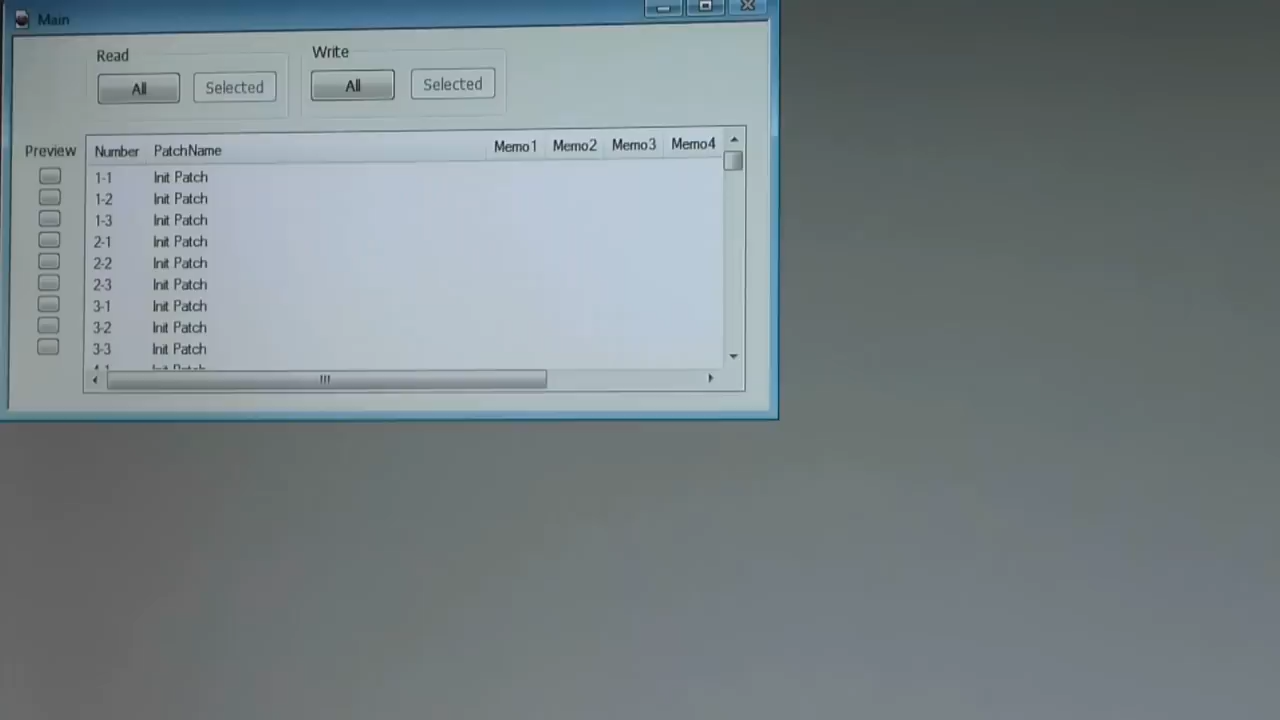 Main
Read
Write
All
Selected
All
Selected
Preview
Number PatchName Memo1 Memo2 Memo3 Memo4
1-1 Init Patch
1-2 Init Patch
1-3 Init Patch
2-1 Init Patch
2-2 Init Patch
2-3 Init Patch
3-1 Init Patch
3-2 Init Patch
3-3 Init Patch